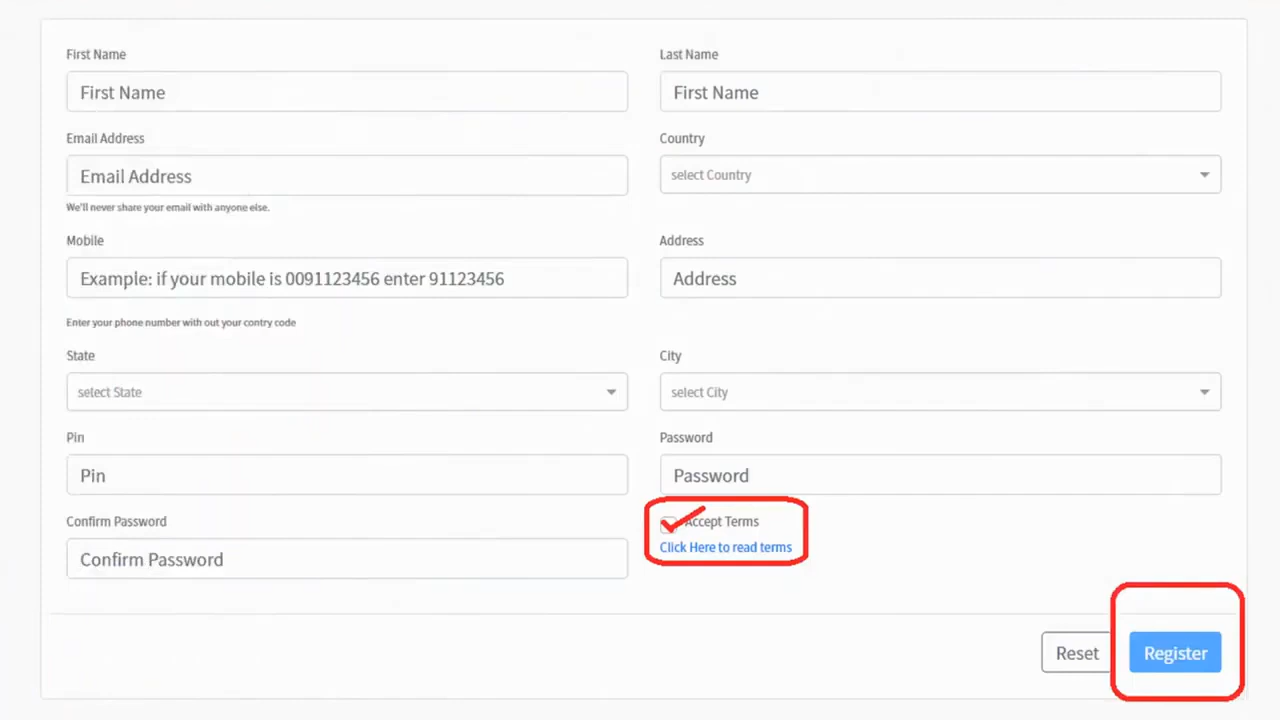 First Name
Last Name
First Name
First Name
Email Address
Country
Email Address
select Country
We'll never share your email with anyone else.
Mobile
Address
Example: if your mobile is 0091123456 enter 91123456
Address
Enter your phone number with out your contry code
State
City
select State
select City
Pin
Password
Pin
Password
Confirm Password
Accept Terms
Click Here to read terms
Confirm Password
Reset
Register